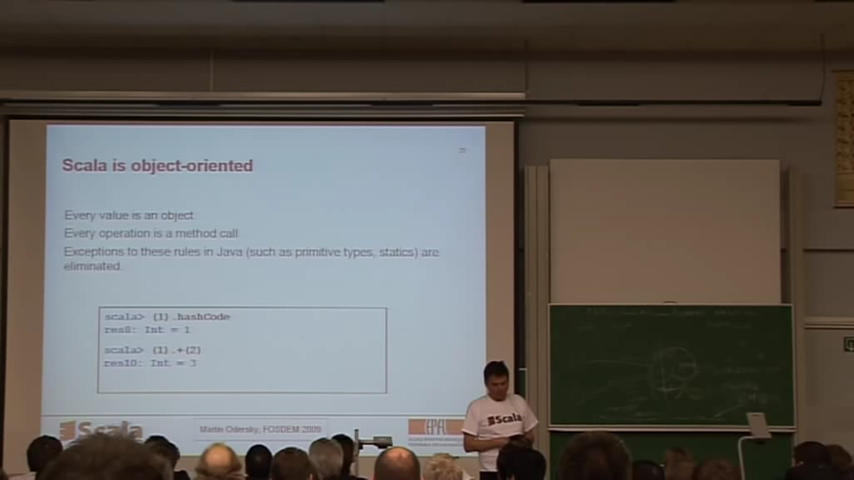 Scala is object-oriented
Every value is an object
Every operation is a method call
Exceptions to these rules in Java (such as primitive types, statics) are
eliminated.
scala> (1).hashCode
res8: Int = 1
scala> (1).+(2)
res10: Int = 3
Scala
Martin Odersky, FOSDEM 2009
EPFL
Scala